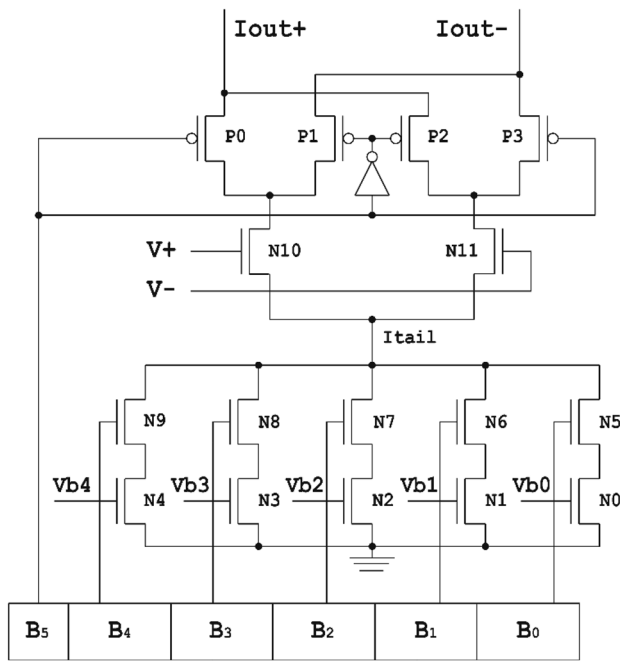 Iout+ Iout-
P0 P1 P2 P3
V+ N10 N11
V-
Itail
N9 N8 N7 N6 N5
Vb4 Vb3 Vb2 Vb1 Vb0
N4 N3 N2 N1 N0
B5 B4 B3 B2 B1 B0